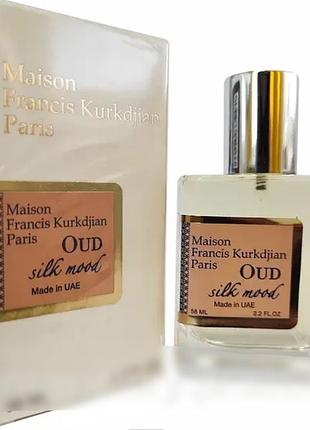 Maison
Francis Kurkdjian
Paris
Maison
Francis Kurkdjian
Paris OUD
silk mood
Made in UAE
Maison
Francis Kurkdjian
Paris OUD
silk mood
Made in UAE
58 ML 2.2 FL.OZ